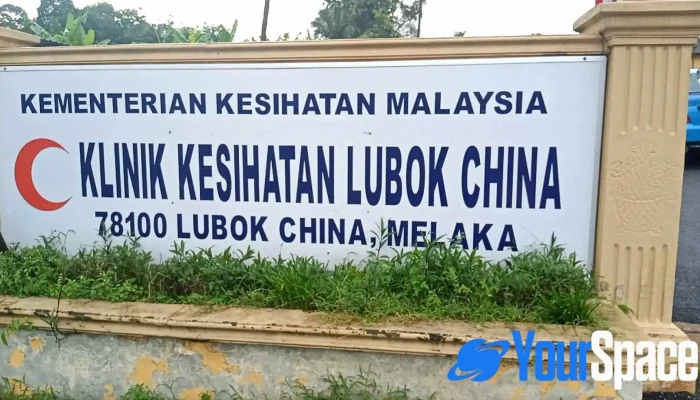 KEMENTERIAN KESIHATAN MALAYSIA
KLINIK KESIHATAN LUBOK CHINA
78100 LUBOK CHINA, MELAKA
YourSpace